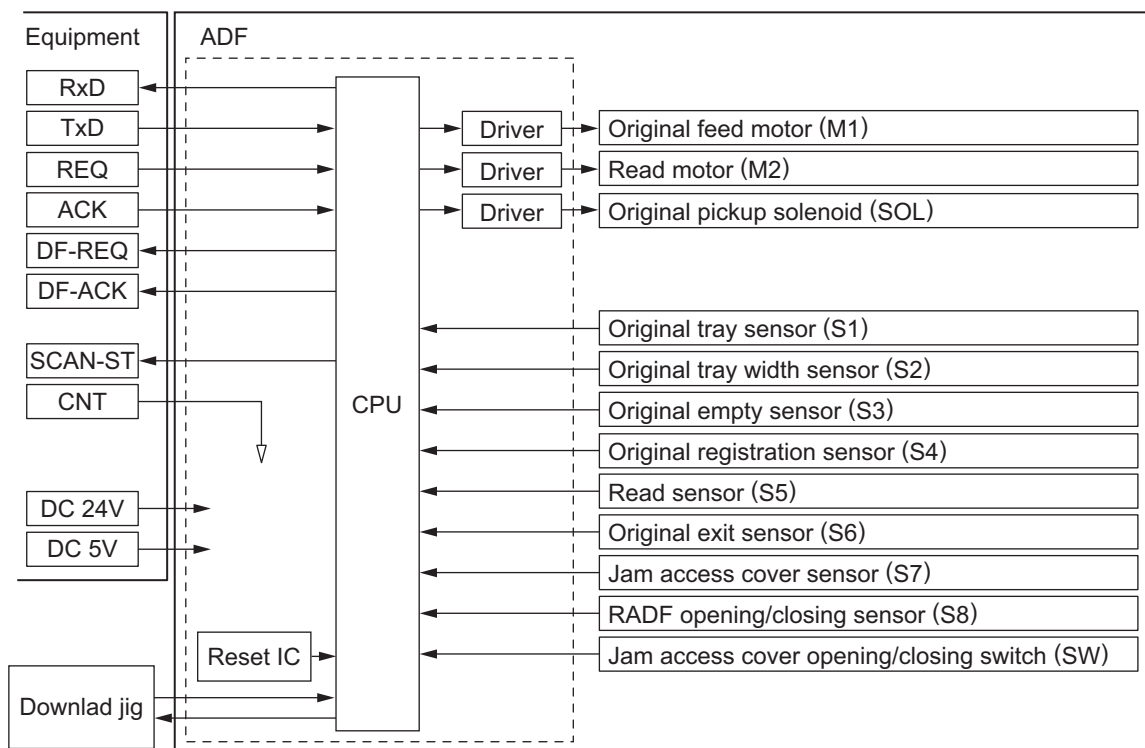 Equipment
ADF
RxD
TxD
REQ
ACK
DF-REQ
DF-ACK
SCAN-ST
CNT
DC 24V
DC 5V
Reset IC
Downlad jig
CPU
Driver
Driver
Driver
Original feed motor (M1)
Read motor (M2)
Original pickup solenoid (SOL)
Original tray sensor (S1)
Original tray width sensor (S2)
Original empty sensor (S3)
Original registration sensor (S4)
Read sensor (S5)
Original exit sensor (S6)
Jam access cover sensor (S7)
RADF opening/closing sensor (S8)
Jam access cover opening/closing switch (SW)